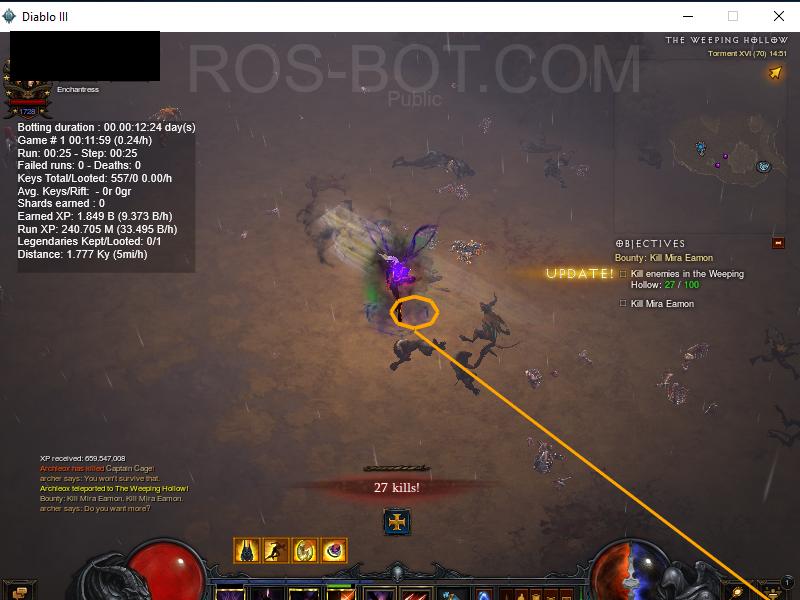 Diablo III
ROS-BOT.COM
Public
THE WEEPING HOLLOW
Torment XVI (70) 14:51
Enchantress
1728
Botting duration : 00.00:12:24 day(s)
Game # 1 00:11:59 (0.24/h)
Run: 00:25 - Step: 00:25
Failed runs: 0 - Deaths: 0
Keys Total/Looted: 557/0 0.00/h
Avg. Keys/Rift:  - 0r 0gr
Shards earned : 0
Earned XP: 1.849 B (9.373 B/h)
Run XP: 240.705 M (33.495 B/h)
Legendaries Kept/Looted: 0/1
Distance: 1.777 Ky (5mi/h)
OBJECTIVES
Bounty: Kill Mira Eamon
UPDATE!
Kill enemies in the Weeping
Hollow: 27 / 100
Kill Mira Eamon
XP received: 659,547,008
Archleox has killed Captain Cage!
archer says: You won't survive that.
Archleox teleported to The Weeping Hollow!
Bounty: Kill Mira Eamon. Kill Mira Eamon.
archer says: Do you want more?
27 kills!
1